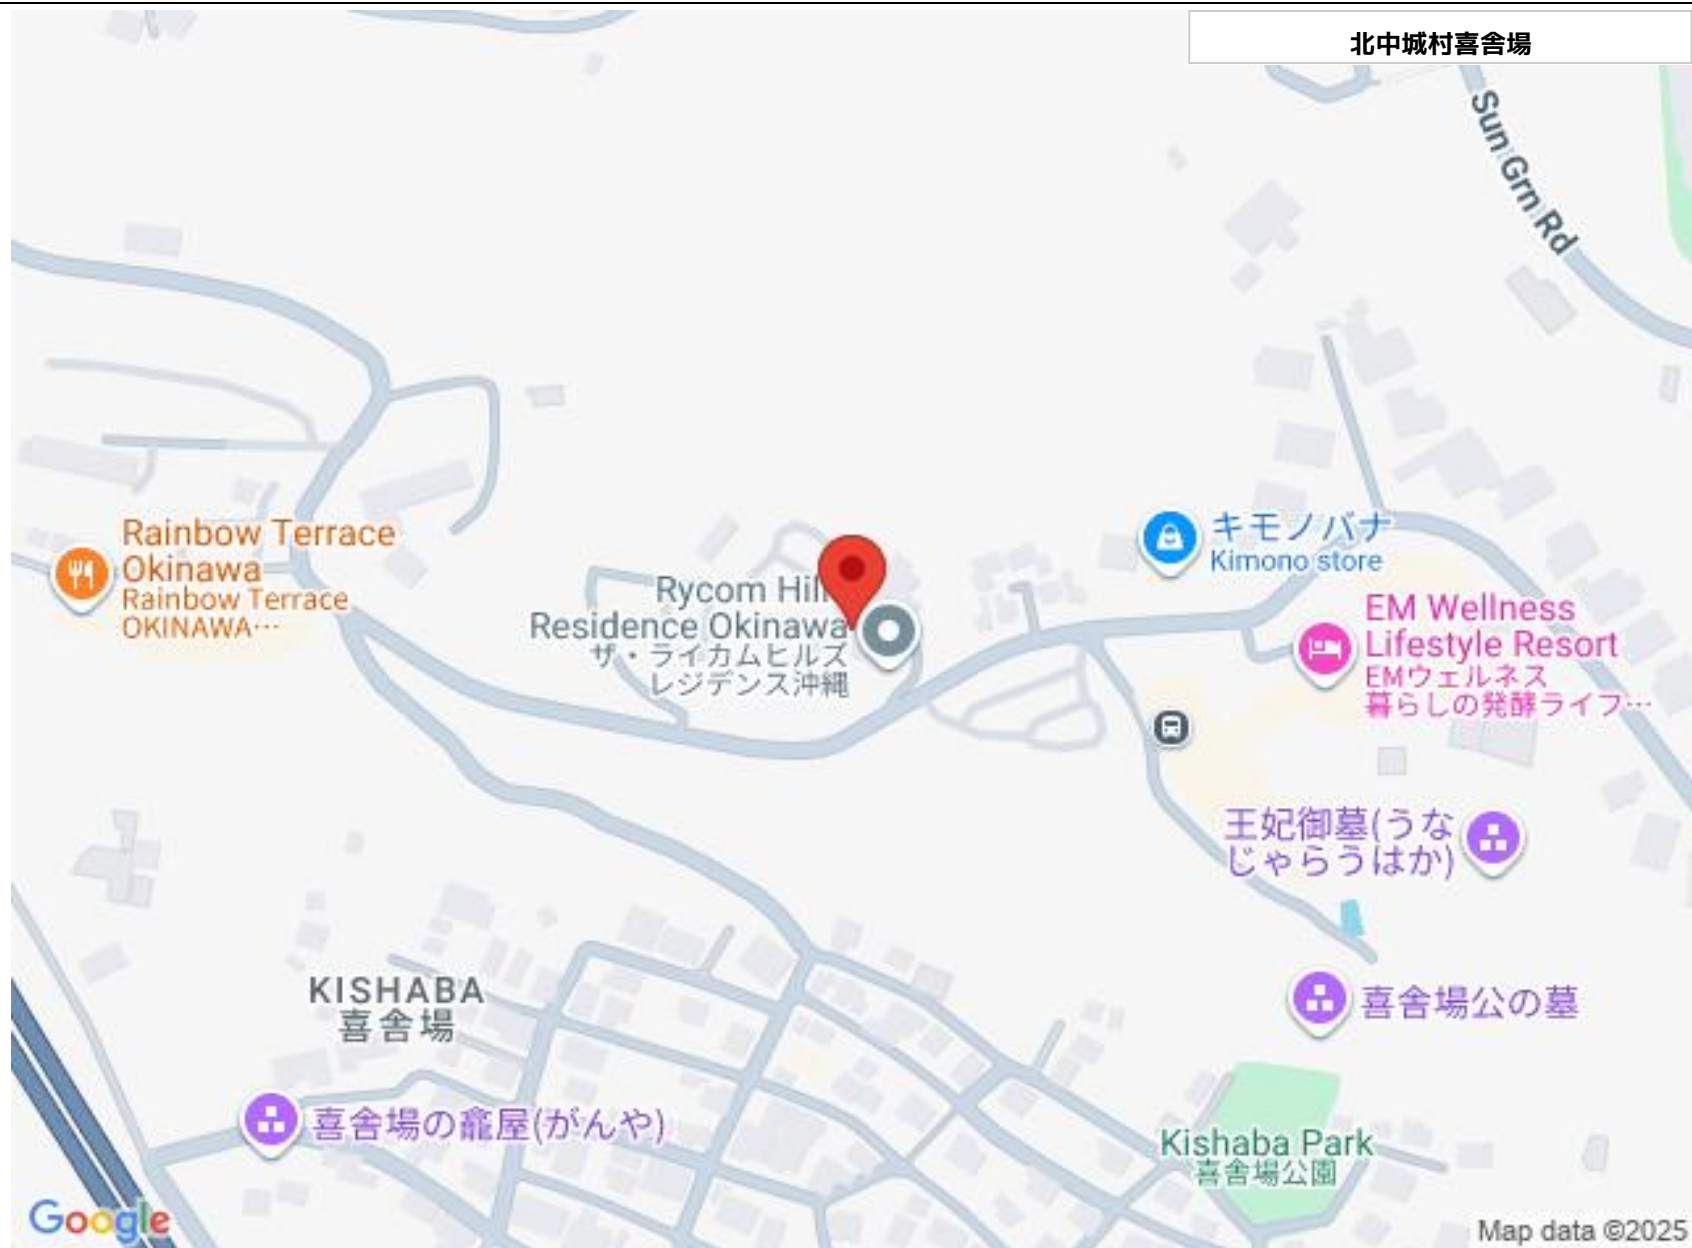 北中城村喜舎場
Sun Grn Rd
Rainbow Terrace
Okinawa
Rainbow Terrace
OKINAWA…
Rycom Hill
Residence Okinawa
ザ・ライカムヒルズ
レジデンス沖縄
キモノバナ
Kimono store
EM Wellness
Lifestyle Resort
EMウェルネス
暮らしの発酵ライフ…
王妃御墓(うな
じゃらうはか)
KISHABA
喜舎場
喜舎場公の墓
喜舎場の龕屋(がんや)
Kishaba Park
喜舎場公園
Google
Map data ©2025